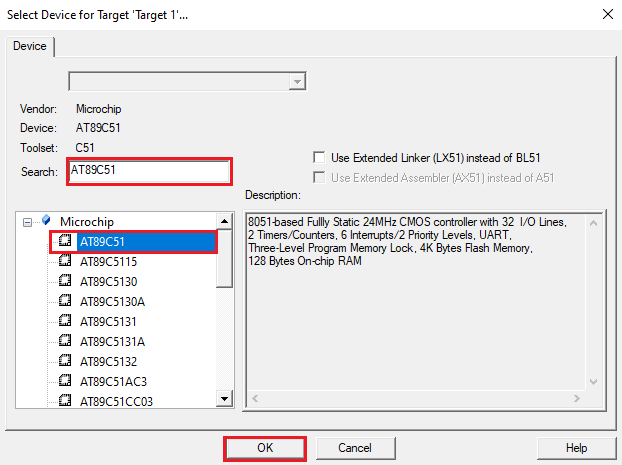 Select Device for Target 'Target 1'...
Device
Vendor: Microchip
Device: AT89C51
Toolset: C51
Search: AT89C51
Use Extended Linker (LX51) instead of BL51
Use Extended Assembler (AX51) instead of A51
Description:
Microchip
AT89C51
AT89C5115
AT89C5130
AT89C5130A
AT89C5131
AT89C5131A
AT89C5132
AT89C51AC3
AT89C51CC03
8051-based Fullly Static 24MHz CMOS controller with 32 I/O Lines,
2 Timers/Counters, 6 Interrupts/2 Priority Levels, UART,
Three-Level Program Memory Lock, 4K Bytes Flash Memory,
128 Bytes On-chip RAM
OK
Cancel
Help